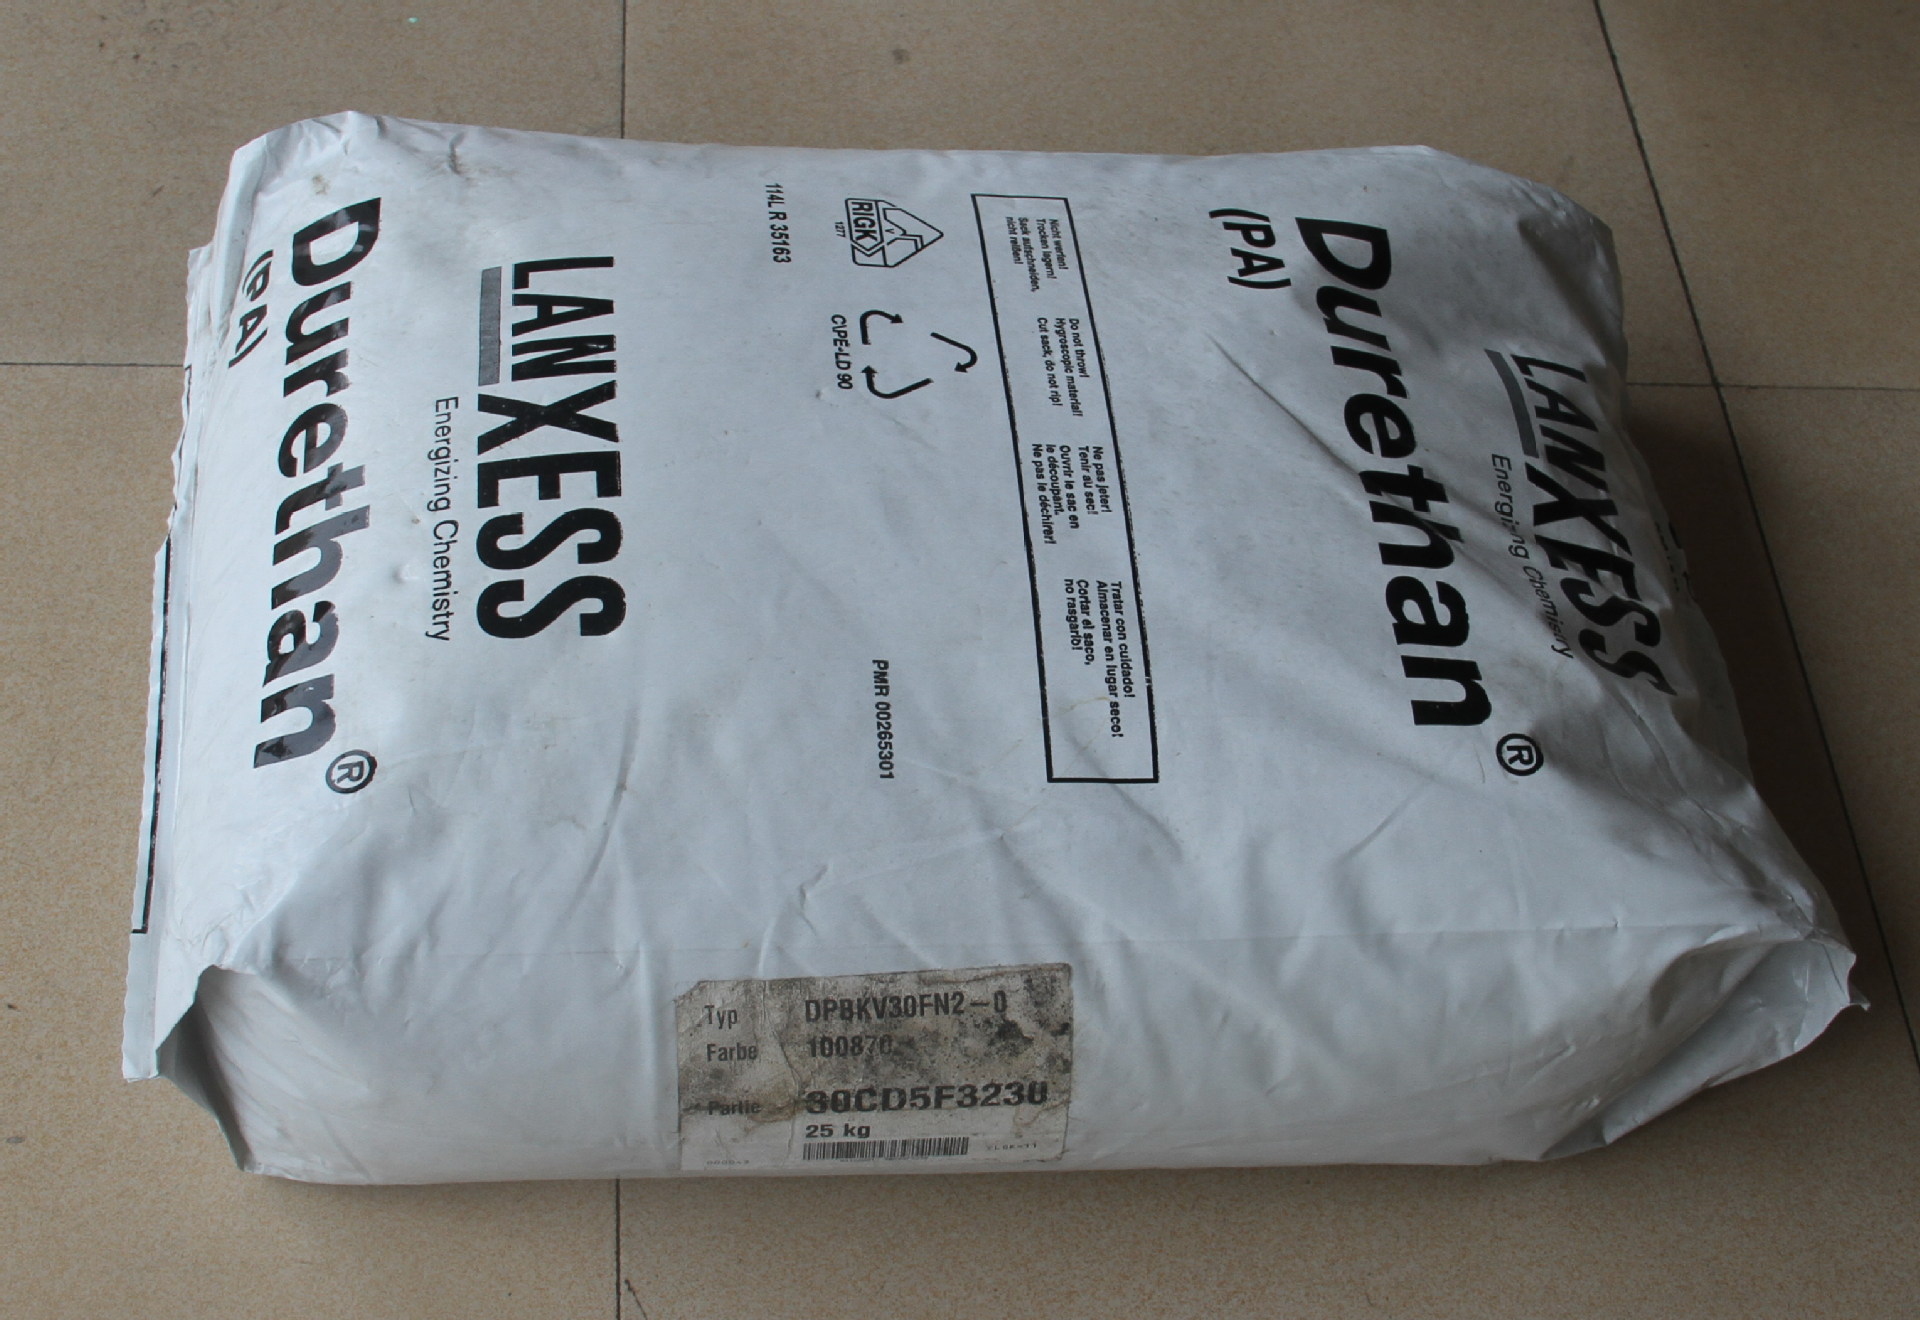 Durethan®
(PA)
LANXESS
Energizing Chemistry
114L R 35163
RIGK
1277
C\PE-LD 90
PMR 00265301
Nicht werfen!
Trocken lagern!
Sack aufschneiden,
nicht reißen!
Do not throw!
Hygroscopic material!
Cut sack, do not rip!
Ne pas jeter!
Tenir au sec!
Ouvrir le sac en
le découpant.
Ne pas le déchirer!
Tratar con cuidado!
Almacenar en lugar seco!
Cortar el saco,
no rasgarlo!
Durethan®
(PA)
LANXESS
Energizing Chemistry
Typ DPBKV30FN2-0
Farbe
Partie 30CD5F3230
25 kg